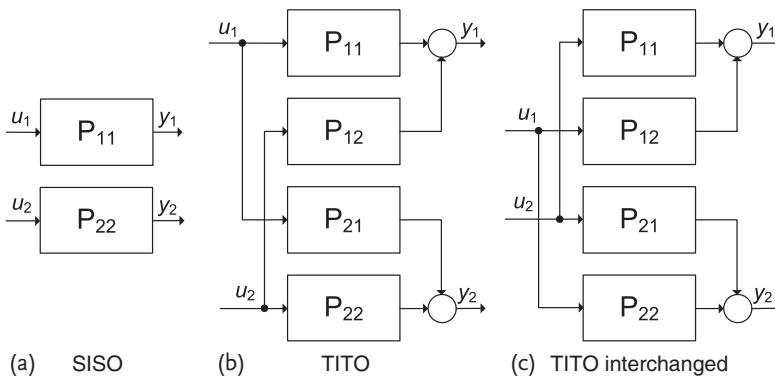 u₁ P₁₁ y₁
u₂ P₂₂ y₂
(a) SISO
u₁ P₁₁ y₁
P₁₂
P₂₁
u₂ P₂₂ y₂
(b) TITO
P₁₁ y₁
u₁ P₁₂
u₂ P₂₁
P₂₂ y₂
(c) TITO interchanged